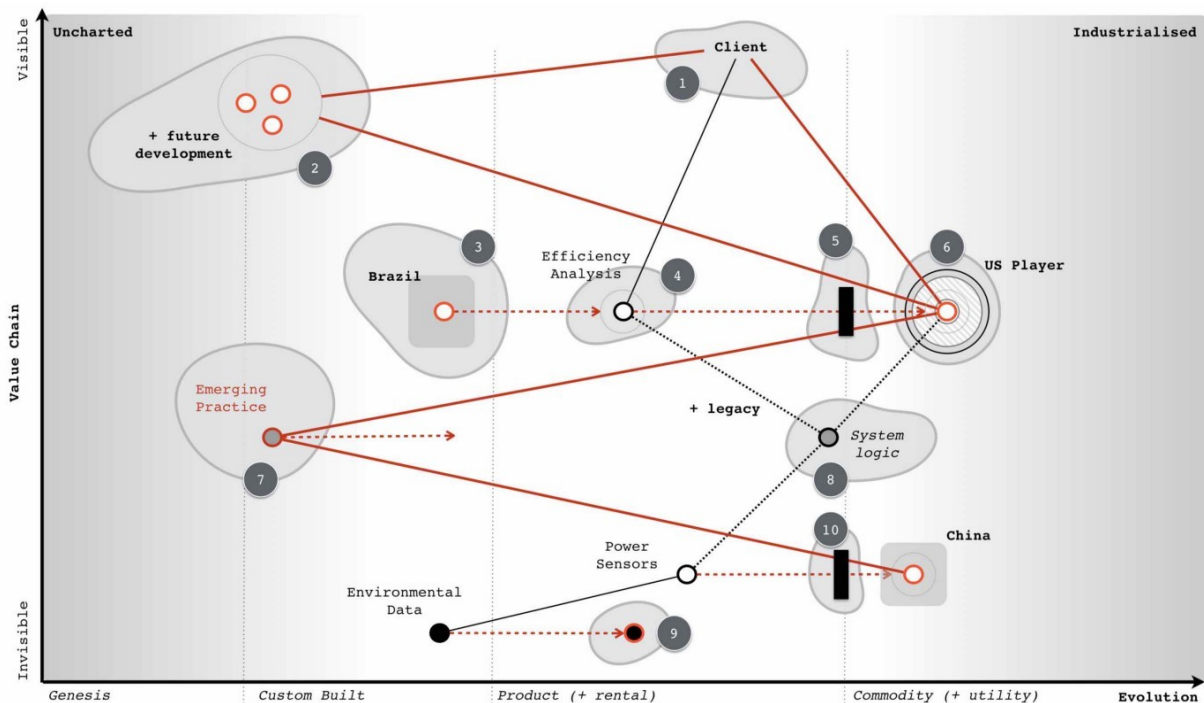 Visible
Uncharted
Client
Industrialised
1
+ future
development
2
3
Efficiency
Analysis
4
5
6
US Player
Brazil
Value Chain
Emerging
Practice
+ legacy
System
logic
7
8
10
Power
Sensors
China
Environmental
Data
9
Invisible
Genesis
Custom Built
Product (+ rental)
Commodity (+ utility)
Evolution